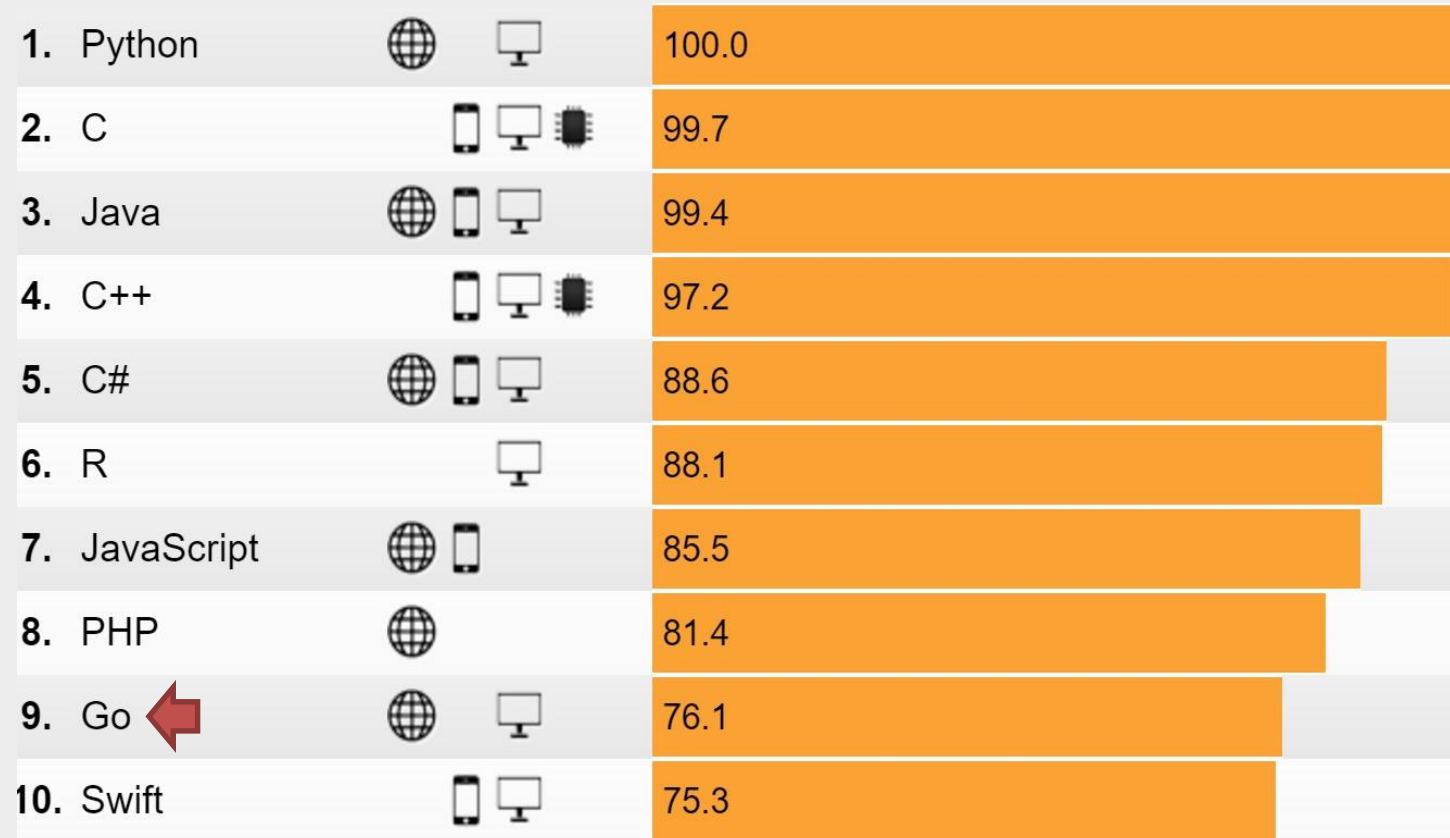 1. Python 100.0
2. C 99.7
3. Java 99.4
4. C++ 97.2
5. C# 88.6
6. R 88.1
7. JavaScript 85.5
8. PHP 81.4
9. Go 76.1
10. Swift 75.3